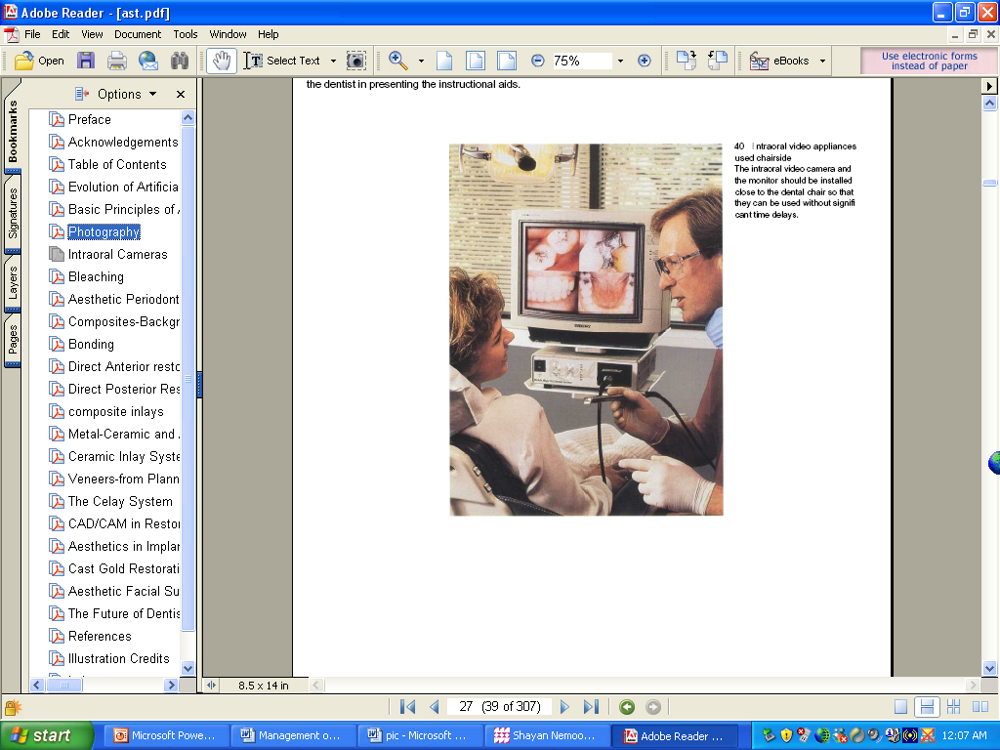 Adobe Reader - [ast.pdf]
File Edit View Document Tools Window Help
Open Select Text 75% eBooks
Use electronic forms
instead of paper
Options
Bookmarks
Signatures
Layers
Pages
Preface
Acknowledgements
Table of Contents
Evolution of Artificia
Basic Principles of
Photography
Intraoral Cameras
Bleaching
Aesthetic Periodont
Composites-Backgr
Bonding
Direct Anterior resto
Direct Posterior Res
composite inlays
Metal-Ceramic and
Ceramic Inlay Syste
Veneers-from Plann
The Celay System
CAD/CAM in Restor
Aesthetics in Implar
Cast Gold Restorati
Aesthetic Facial Su
The Future of Dentis
References
Illustration Credits
the dentist in presenting the instructional aids.
40 Intraoral video appliances
used chairside
The intraoral video camera and
the monitor should be installed
close to the dental chair so that
they can be used without signifi
cant time delays.
8.5 x 14 in
27 (39 of 307)
start
Microsoft Powe...
Management o...
pic - Microsoft ...
Shayan Nemoo...
Adobe Reader ...
12:07 AM